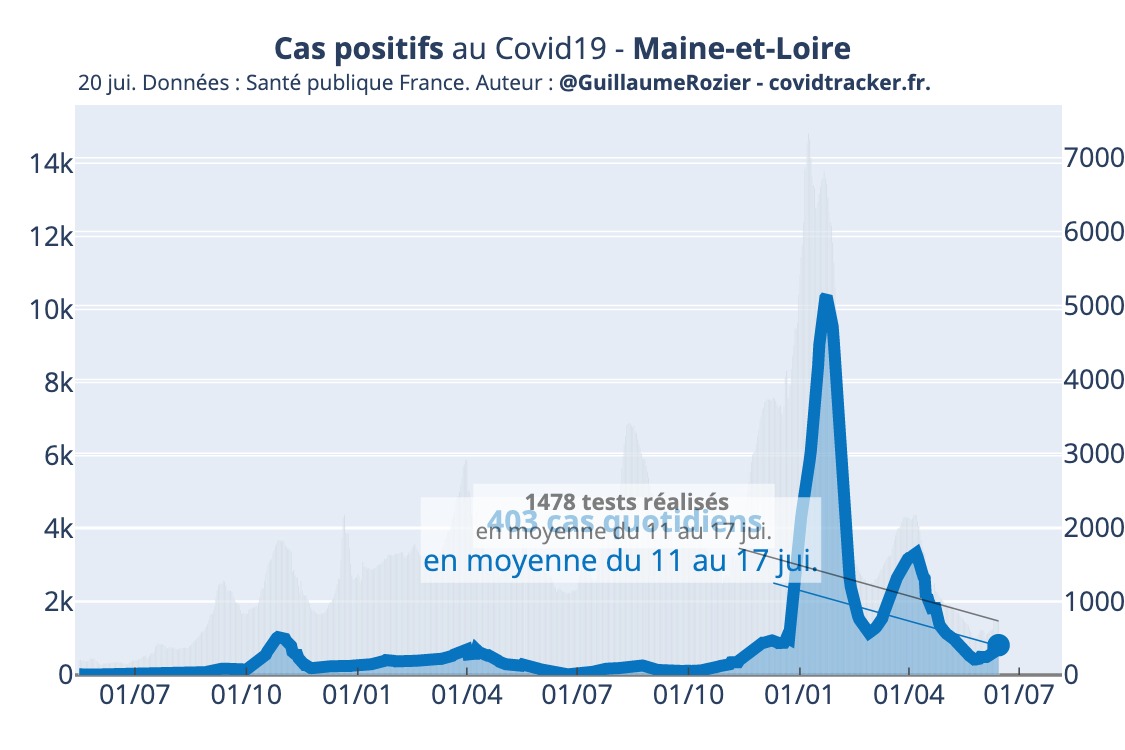 Cas positifs au Covid19 - Maine-et-Loire
20 jui. Données : Santé publique France. Auteur : @GuillaumeRozier - covidtracker.fr.
14k
12k
10k
8k
6k
4k
2k
0
7000
6000
5000
4000
3000
2000
1000
0
1478 tests réalisés
en moyenne du 11 au 17 jui.
403 cas quotidiens
en moyenne du 11 au 17 jui.
01/07 01/10 01/01 01/04 01/07 01/10 01/01 01/04 01/07